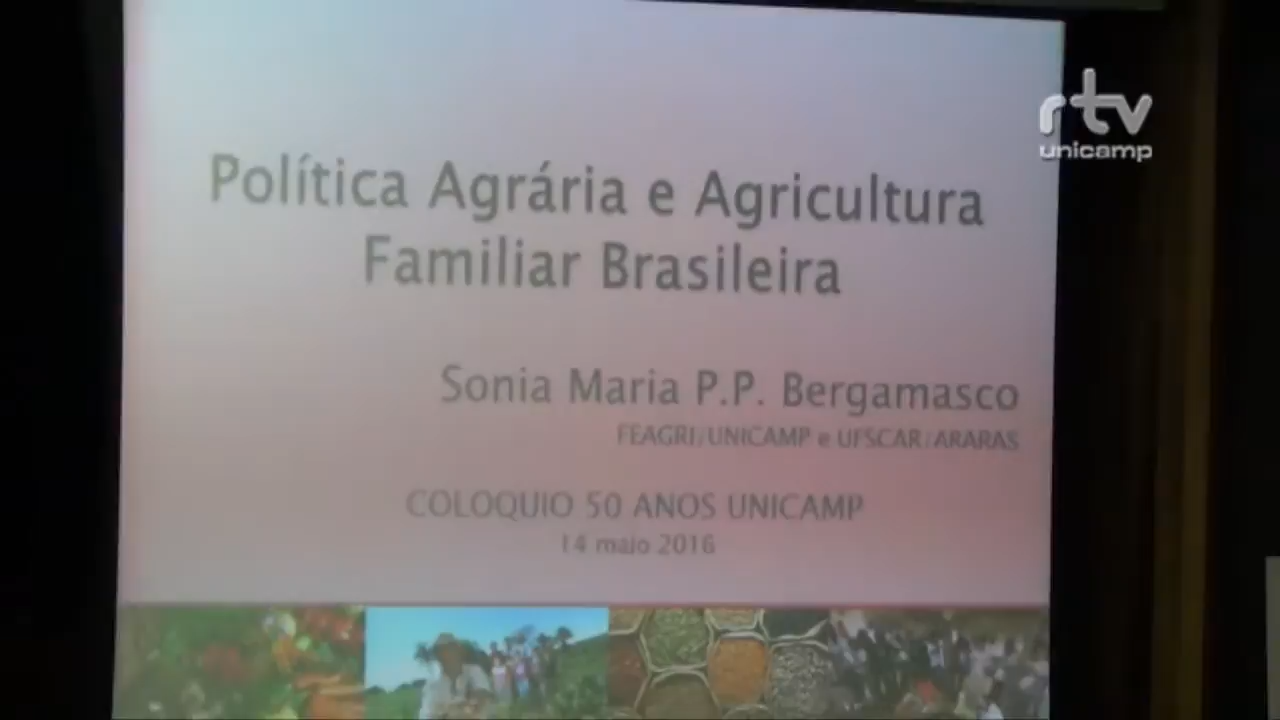 rtv
unicamp
Política Agrária e Agricultura
Familiar Brasileira
Sonia Maria P.P. Bergamasco
FEAGRI/UNICAMP e UFSCAR/ARARAS
COLOQUIO 50 ANOS UNICAMP
14 maio 2016